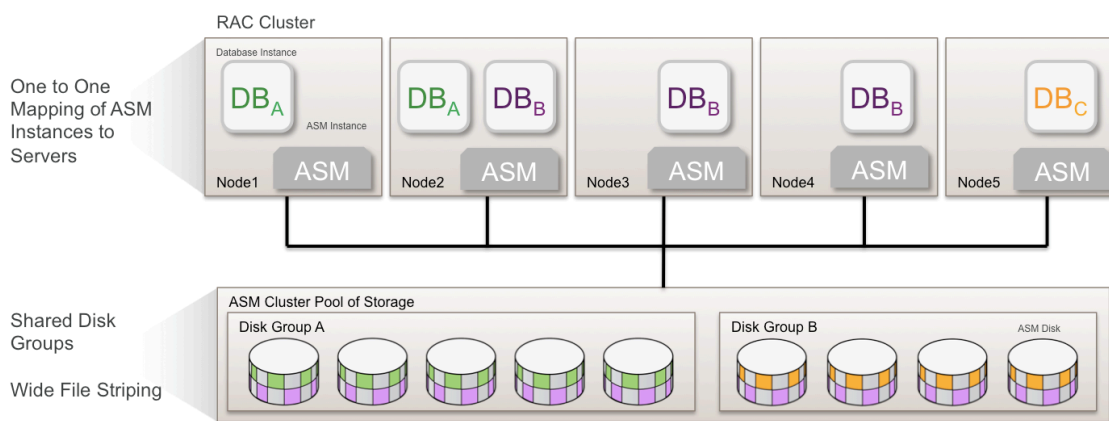 RAC Cluster
One to One
Mapping of ASM
Instances to
Servers
Database Instance
DBA
ASM Instance
ASM
Node1
DBA
DBB
ASM
Node2
DBB
ASM
Node3
DBB
ASM
Node4
DBC
ASM
Node5
Shared Disk
Groups
Wide File Striping
ASM Cluster Pool of Storage
Disk Group A
Disk Group B
ASM Disk